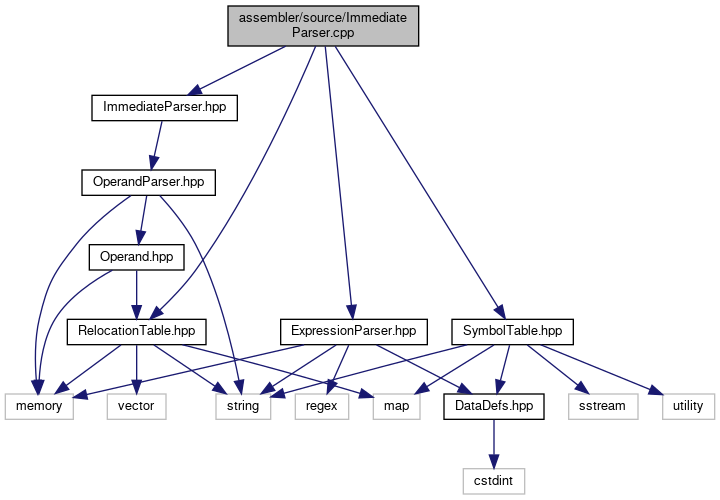 assembler/source/Immediate
Parser.cpp
ImmediateParser.hpp
OperandParser.hpp
Operand.hpp
RelocationTable.hpp
ExpressionParser.hpp
SymbolTable.hpp
memory
vector
string
regex
map
DataDefs.hpp
sstream
utility
cstdint